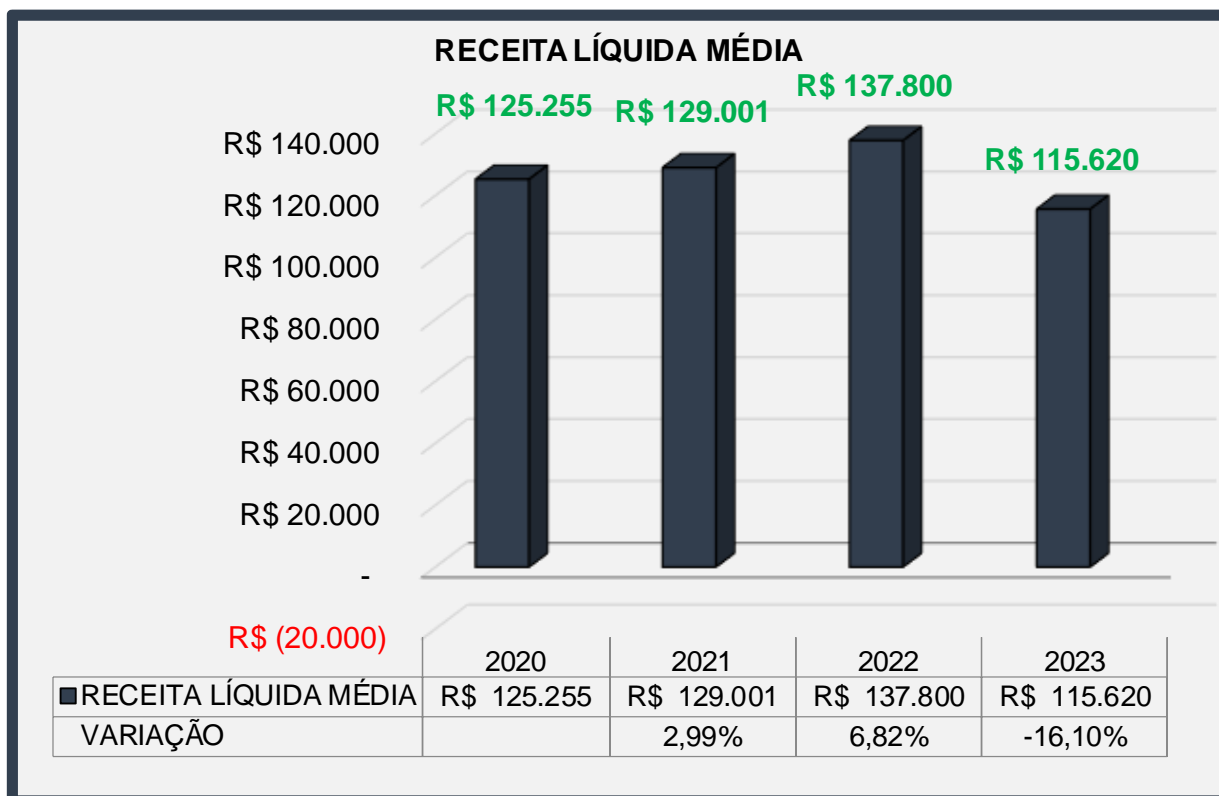 RECEITA LÍQUIDA MÉDIA
R$ 125.255
R$ 129.001
R$ 137.800
R$ 115.620
R$ 140.000
R$ 120.000
R$ 100.000
R$ 80.000
R$ 60.000
R$ 40.000
R$ 20.000
-
R$ (20.000)
2020 2021 2022 2023
RECEITA LÍQUIDA MÉDIA R$ 125.255 R$ 129.001 R$ 137.800 R$ 115.620
VARIAÇÃO 2,99% 6,82% -16,10%